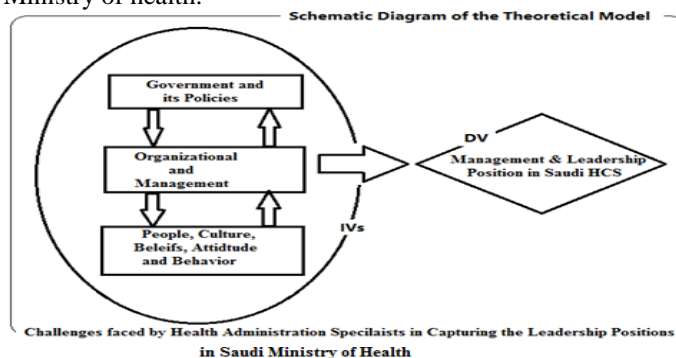 Ministry of health.
Schematic Diagram of the Theoretical Model
Government and
its Policies
Organizational
and
Management
People, Culture,
Beleifs, Attidtude
and Behavior
IVs
DV
Management & Leadership
Position in Saudi HCS
Challenges faced by Health Administration Specilaists in Capturing the Leadership Positions
in Saudi Ministry of Health